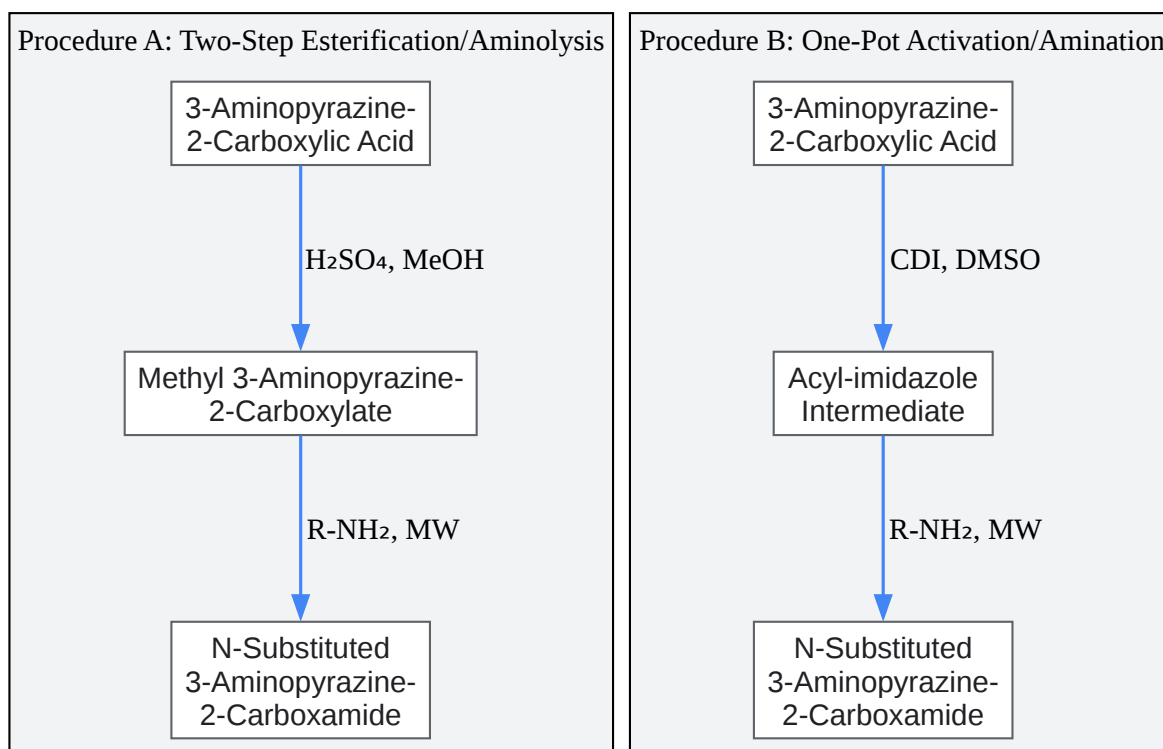 Procedure A: Two-Step Esterification/Aminolysis
3-Aminopyrazine-
2-Carboxylic Acid
H₂SO₄, MeOH
Methyl 3-Aminopyrazine-
2-Carboxylate
R-NH₂, MW
N-Substituted
3-Aminopyrazine-
2-Carboxamide
Procedure B: One-Pot Activation/Amination
3-Aminopyrazine-
2-Carboxylic Acid
CDI, DMSO
Acyl-imidazole
Intermediate
R-NH₂, MW
N-Substituted
3-Aminopyrazine-
2-Carboxamide